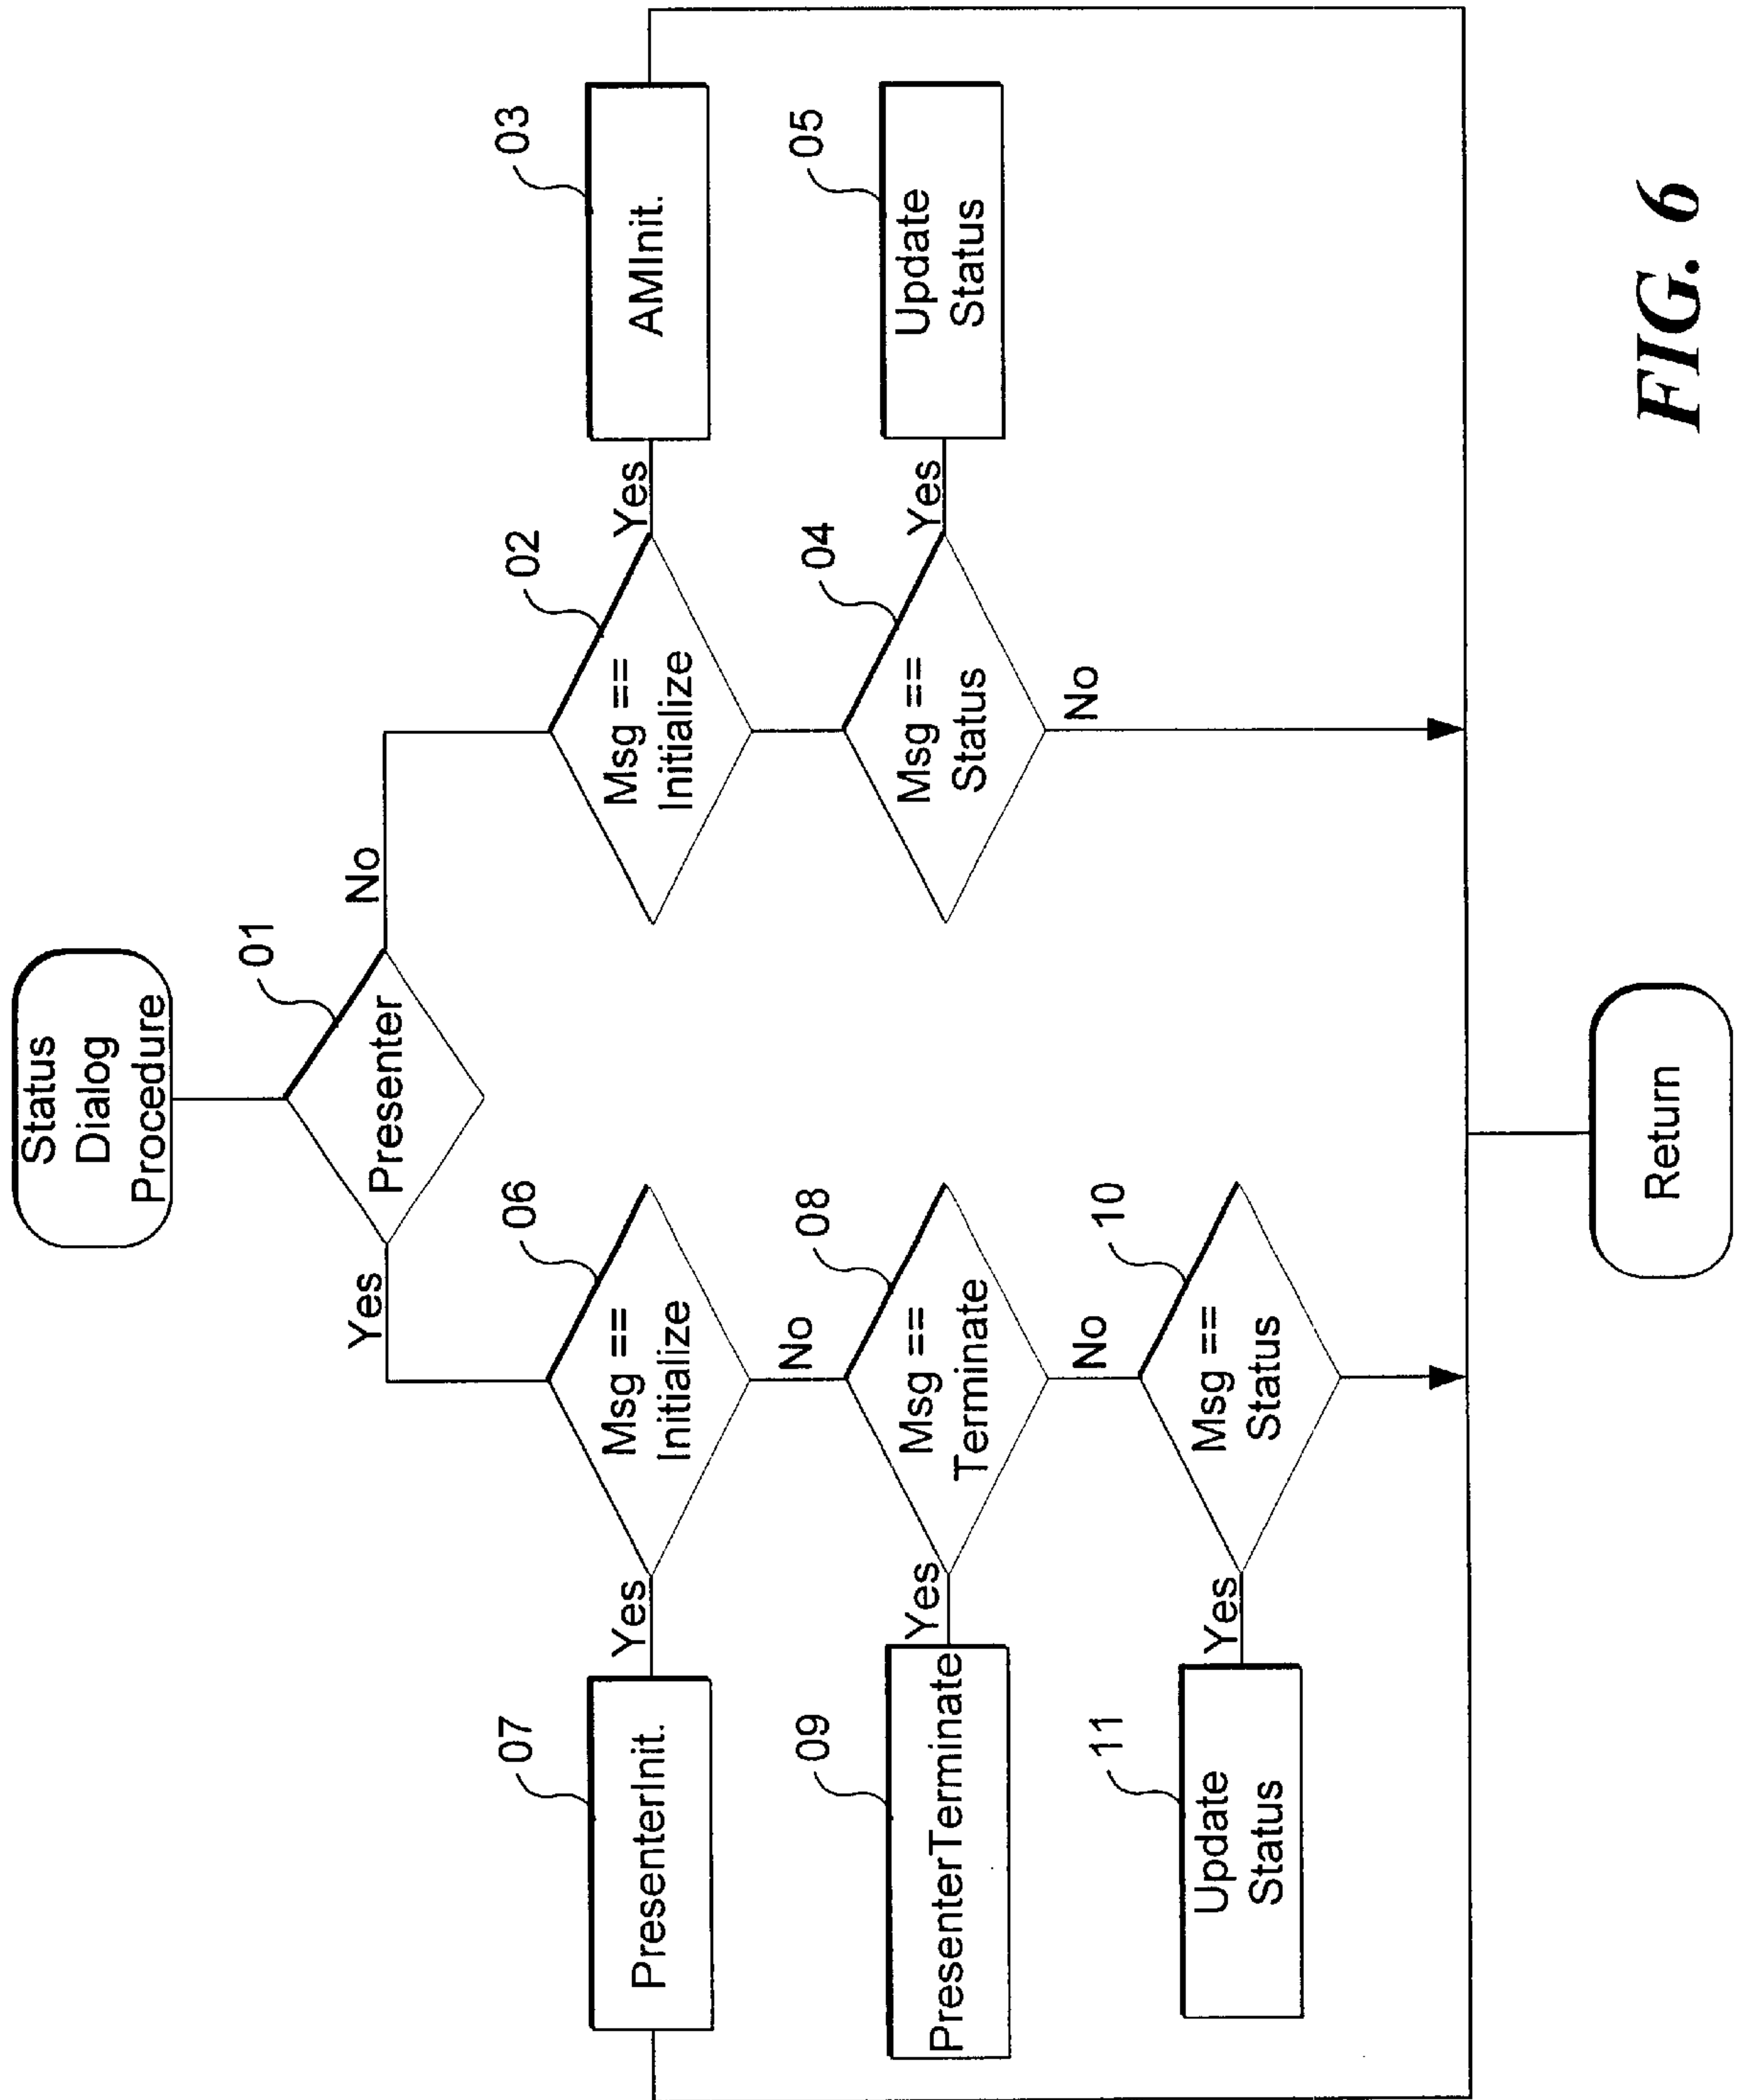 Status
Dialog
Procedure
01
Presenter
Yes
No
06
Msg ==
Initialize
Yes
07
PresenterInit.
No
08
Msg ==
Terminate
Yes
09
PresenterTerminate
No
10
Msg ==
Status
Yes
11
Update
Status
02
Msg ==
Initialize
Yes
03
AMInit.
04
Msg ==
Status
Yes
05
Update
Status
No
Return
FIG. 6